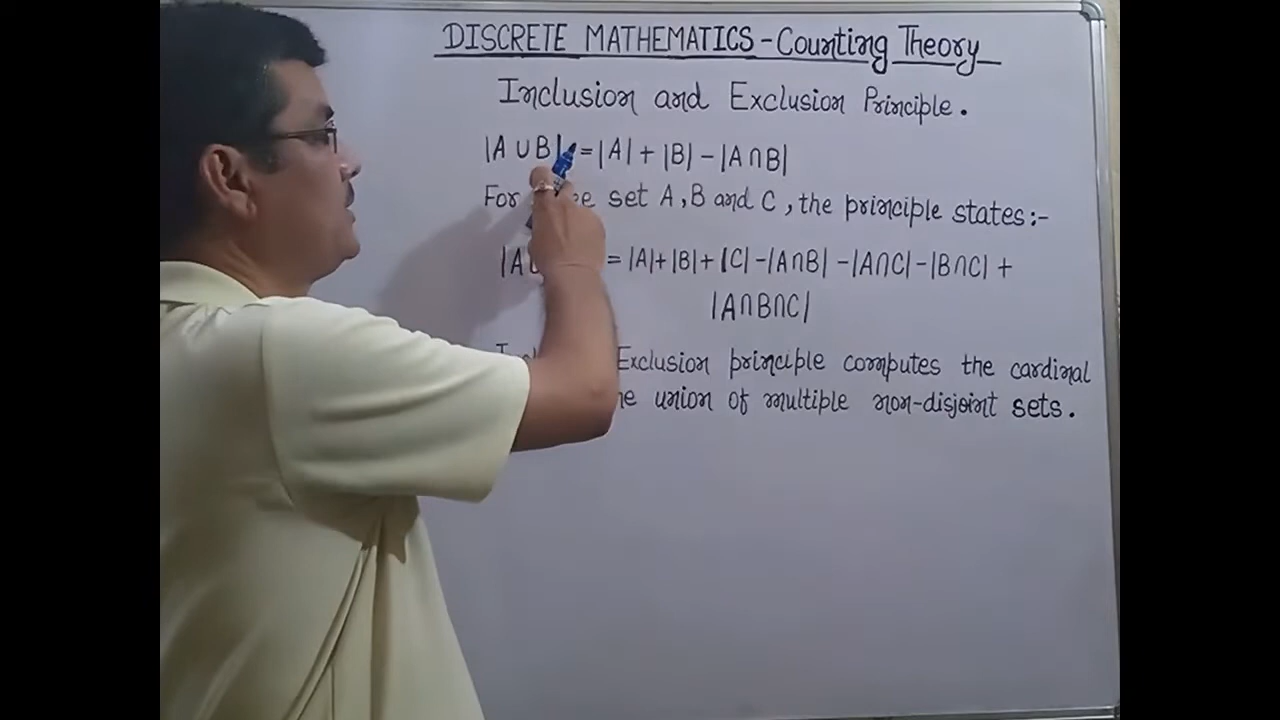 DISCRETE MATHEMATICS - Counting Theory
Inclusion and Exclusion Principle.
|A ∪ B| = |A| + |B| - |A ∩ B|
For set A, B and C, the principle states:-
|A = |A| + |B| + |C| - |A∩B| - |A∩C| - |B∩C| +
|A∩B∩C|
Exclusion principle computes the cardinal
union of multiple non-disjoint sets.